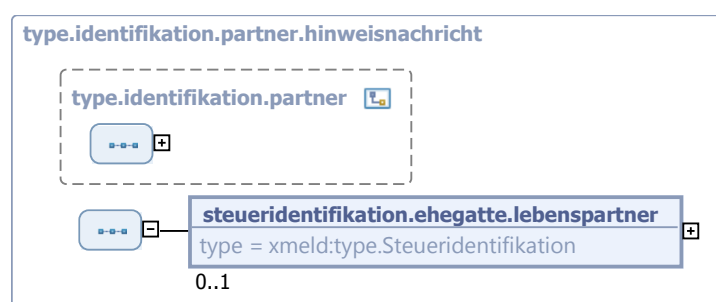 type.identifikation.partner.hinweisnachricht
type.identifikation.partner
steueridentifikation.ehegatte.lebenspartner
type = xmeld:type.Steueridentifikation
0..1